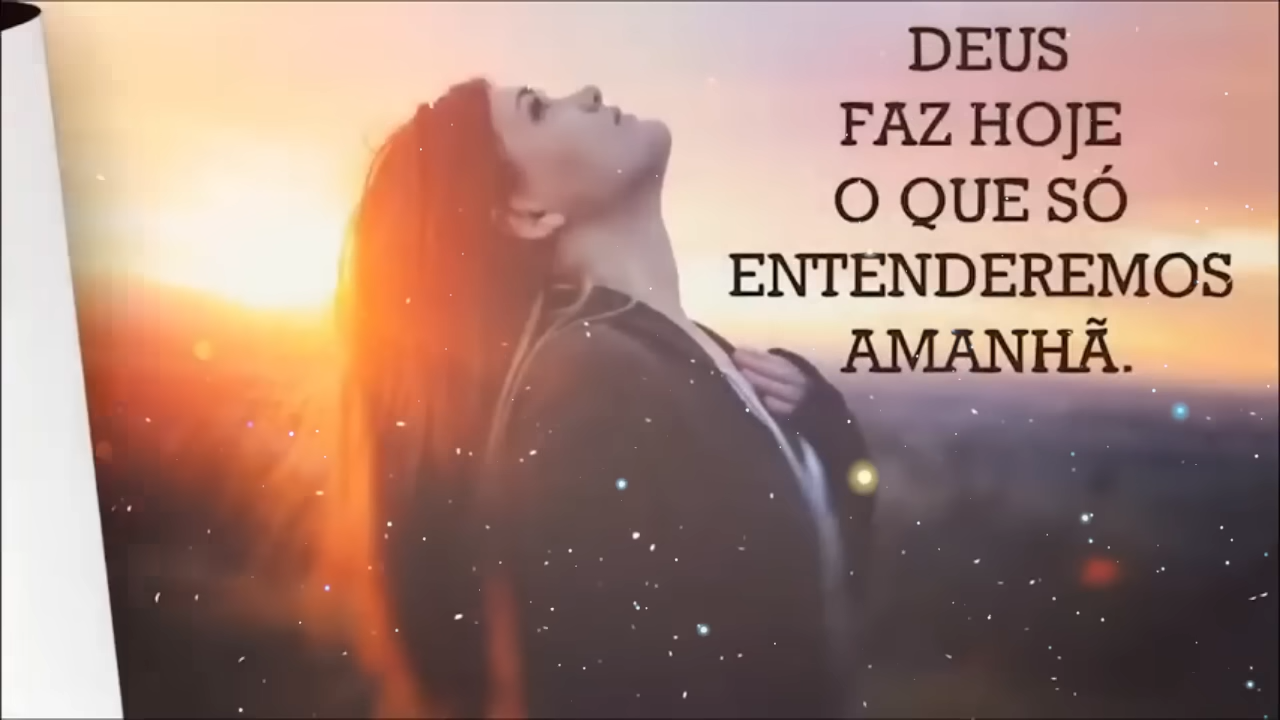 DEUS
FAZ HOJE
O QUE SÓ
ENTENDEREMOS
AMANHÃ.